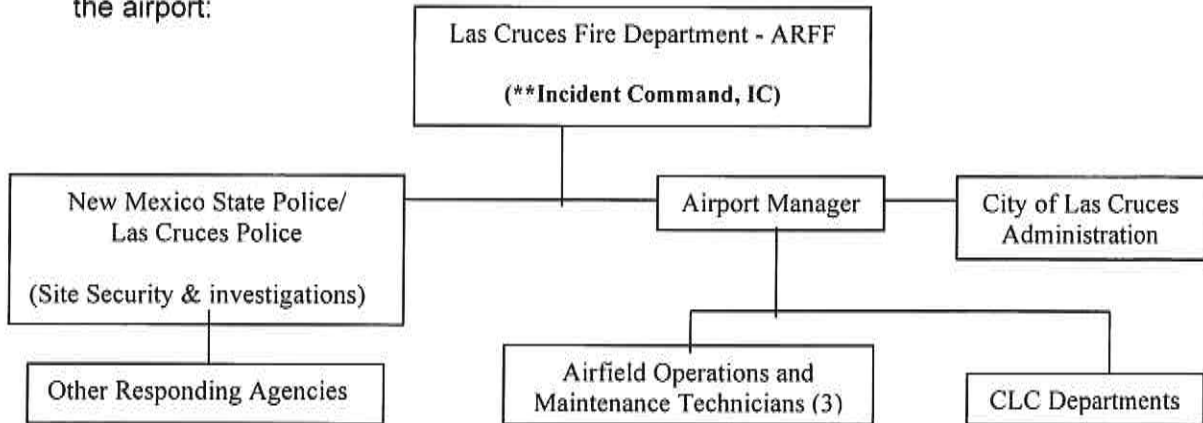 the airport:
Las Cruces Fire Department - ARFF
(**Incident Command, IC)
New Mexico State Police/
Las Cruces Police
(Site Security & investigations)
Airport Manager
City of Las Cruces
Administration
Other Responding Agencies
Airfield Operations and
Maintenance Technicians (3)
CLC Departments